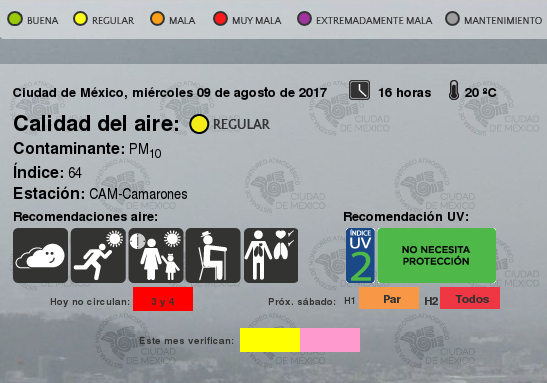 BUENA REGULAR MALA MUY MALA EXTREMADAMENTE MALA MANTENIMIENTO
Ciudad de México, miércoles 09 de agosto de 2017 16 horas 20 ºC
Calidad del aire: REGULAR
Contaminante: PM10
Índice: 64
Estación: CAM-Camarones
Recomendaciones aire: Recomendación UV:
ÍNDICE
UV
2
NO NECESITA
PROTECCIÓN
Hoy no circulan: 3 y 4 Próx. sábado: H1 Par H2 Todos
Este mes verifican: